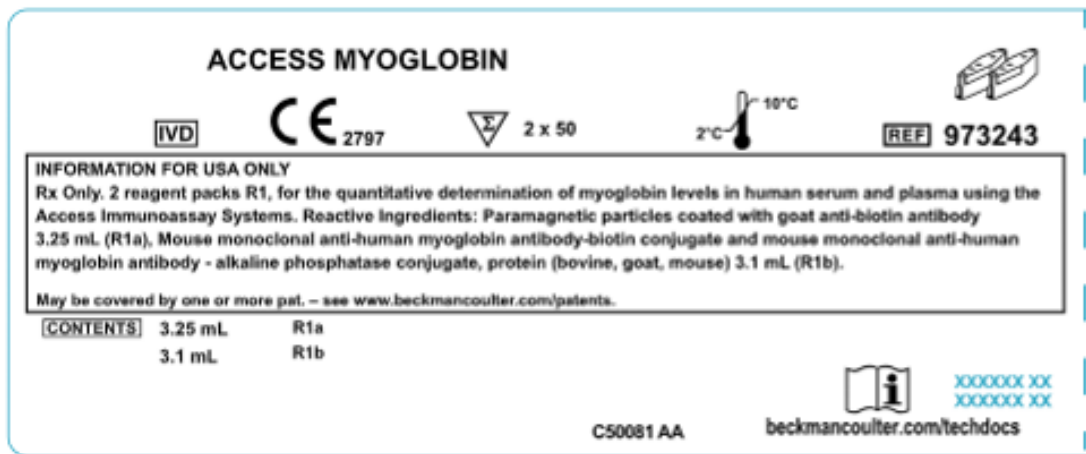 ACCESS MYOGLOBIN
IVD CE 2797 Σ 2 x 50 2°C 10°C REF 973243
INFORMATION FOR USA ONLY
Rx Only. 2 reagent packs R1, for the quantitative determination of myoglobin levels in human serum and plasma using the
Access Immunoassay Systems. Reactive Ingredients: Paramagnetic particles coated with goat anti-biotin antibody
3.25 mL (R1a), Mouse monoclonal anti-human myoglobin antibody-biotin conjugate and mouse monoclonal anti-human
myoglobin antibody - alkaline phosphatase conjugate, protein (bovine, goat, mouse) 3.1 mL (R1b).
May be covered by one or more pat. – see www.beckmancoulter.com/patents.
CONTENTS 3.25 mL R1a
3.1 mL R1b
i XXXXXX XX
XXXXXX XX
C50081 AA beckmancoulter.com/techdocs